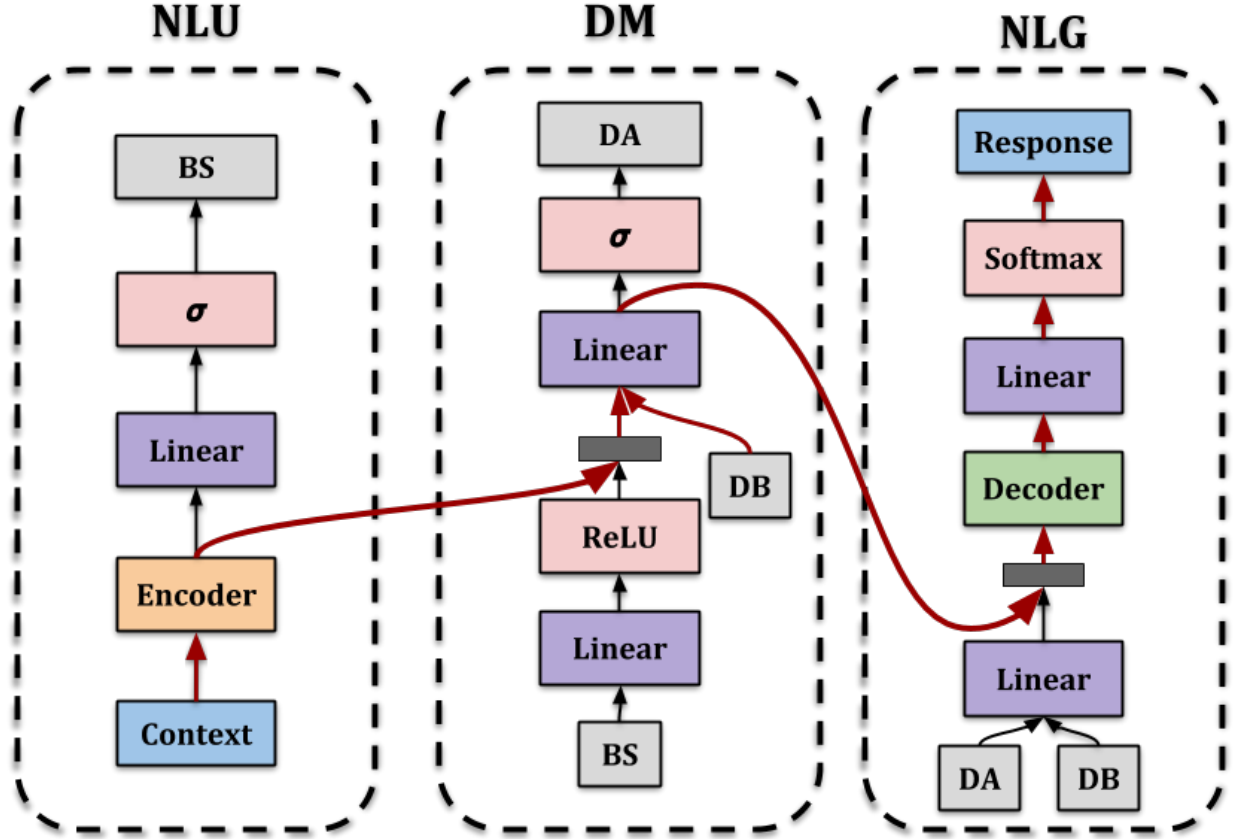 NLU
BS
σ
Linear
Encoder
Context
DM
DA
σ
Linear
DB
ReLU
Linear
BS
NLG
Response
Softmax
Linear
Decoder
Linear
DA
DB